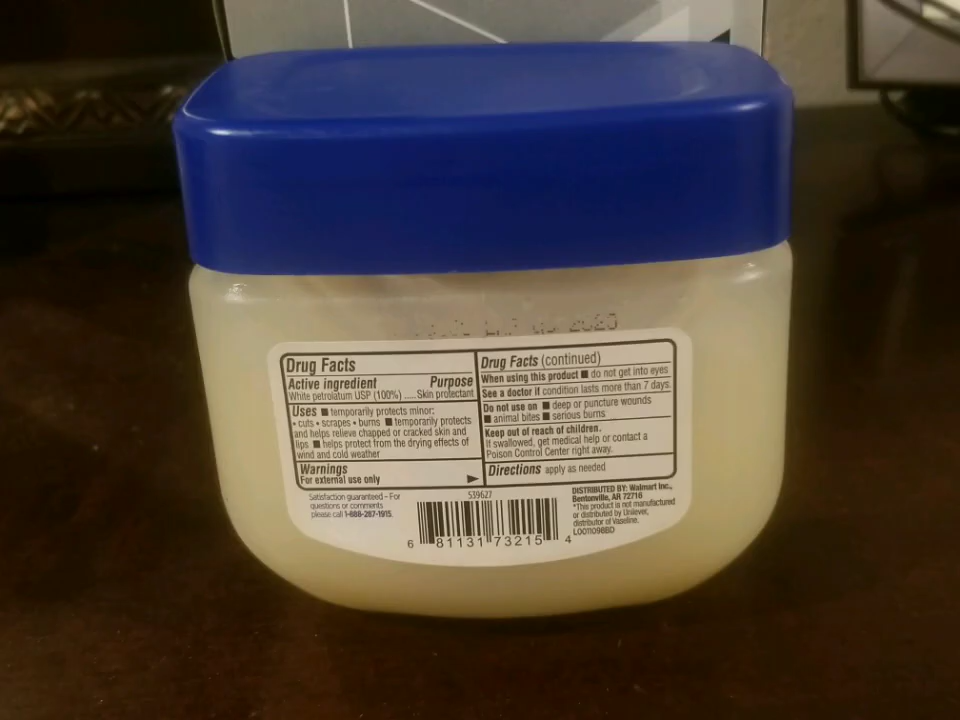 2020
Drug Facts
Active ingredient Purpose
White petrolatum USP (100%) ..... Skin protectant
Uses ■ temporarily protects minor:
• cuts • scrapes • burns ■ temporarily protects
and helps relieve chapped or cracked skin and
lips ■ helps protect from the drying effects of
wind and cold weather
Warnings
For external use only
Drug Facts (continued)
When using this product ■ do not get into eyes
See a doctor if condition lasts more than 7 days.
Do not use on ■ deep or puncture wounds
■ animal bites ■ serious burns
Keep out of reach of children.
If swallowed, get medical help or contact a
Poison Control Center right away.
Directions apply as needed
Satisfaction guaranteed – For
questions or comments
please call 1-888-287-1915.
539627
6 81131 73215 4
DISTRIBUTED BY: Walmart Inc.,
Bentonville, AR 72716
*This product is not manufactured
or distributed by Unilever,
distributor of Vaseline.
LOO11098BD